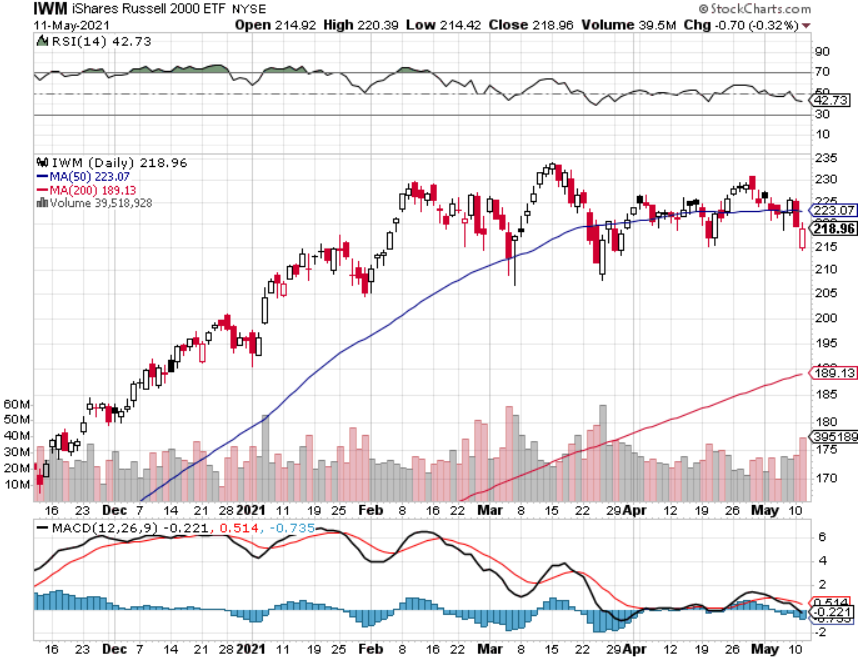 IWM iShares Russell 2000 ETF NYSE © StockCharts.com
11-May-2021 Open 214.92 High 220.39 Low 214.42 Close 218.96 Volume 39.5M Chg -0.70 (-0.32%)
RSI(14) 42.73
90
70
50
42.73
30
10
IWM (Daily) 218.96
MA(50) 223.07
MA(200) 189.13
Volume 39,518,928
235
230
225
223.07
218.96
215
210
205
200
195
190
189.13
185
180
175
170
395189
60M
50M
40M
30M
20M
10M
16 23 Dec 7 14 21 28 2021 11 19 25 Feb 8 16 22 Mar 8 15 22 29 Apr 12 19 26 May 10
MACD(12,26,9) -0.221, 0.514, -0.735
6
4
2
0.514
-0.221
-0.735
-2
16 23 Dec 7 14 21 28 2021 11 19 25 Feb 8 16 22 Mar 8 15 22 29 Apr 12 19 26 May 10